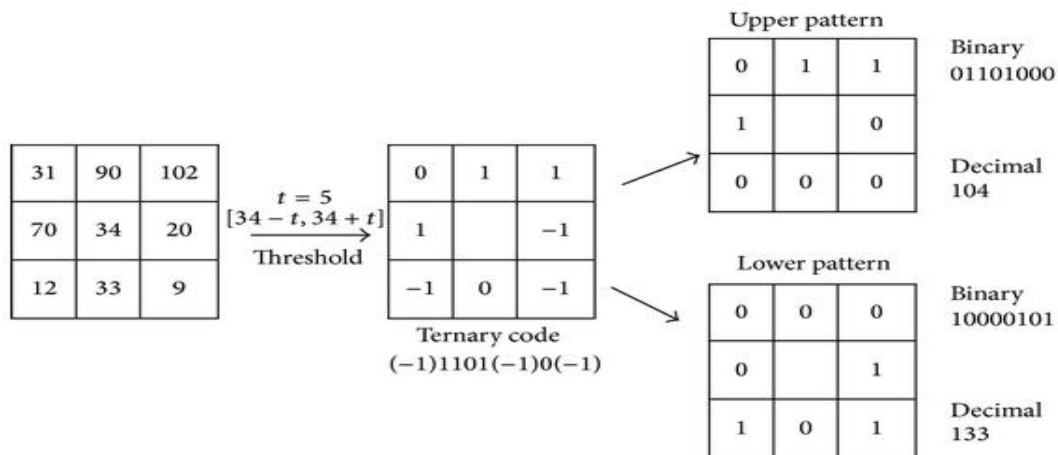 31 90 102
70 34 20
12 33 9
t = 5
[34 − t, 34 + t]
Threshold
0 1 1
1 −1
−1 0 −1
Ternary code
(−1)1101(−1)0(−1)
Upper pattern
0 1 1
1 0
0 0 0
Binary
01101000
Decimal
104
Lower pattern
0 0 0
0 1
1 0 1
Binary
10000101
Decimal
133